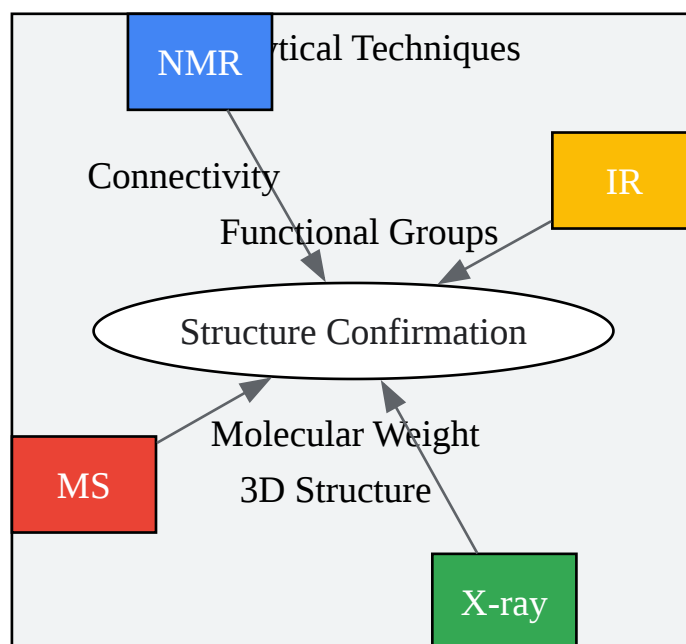 NMR
ytical Techniques
Connectivity
IR
Functional Groups
Structure Confirmation
Molecular Weight
MS
3D Structure
X-ray